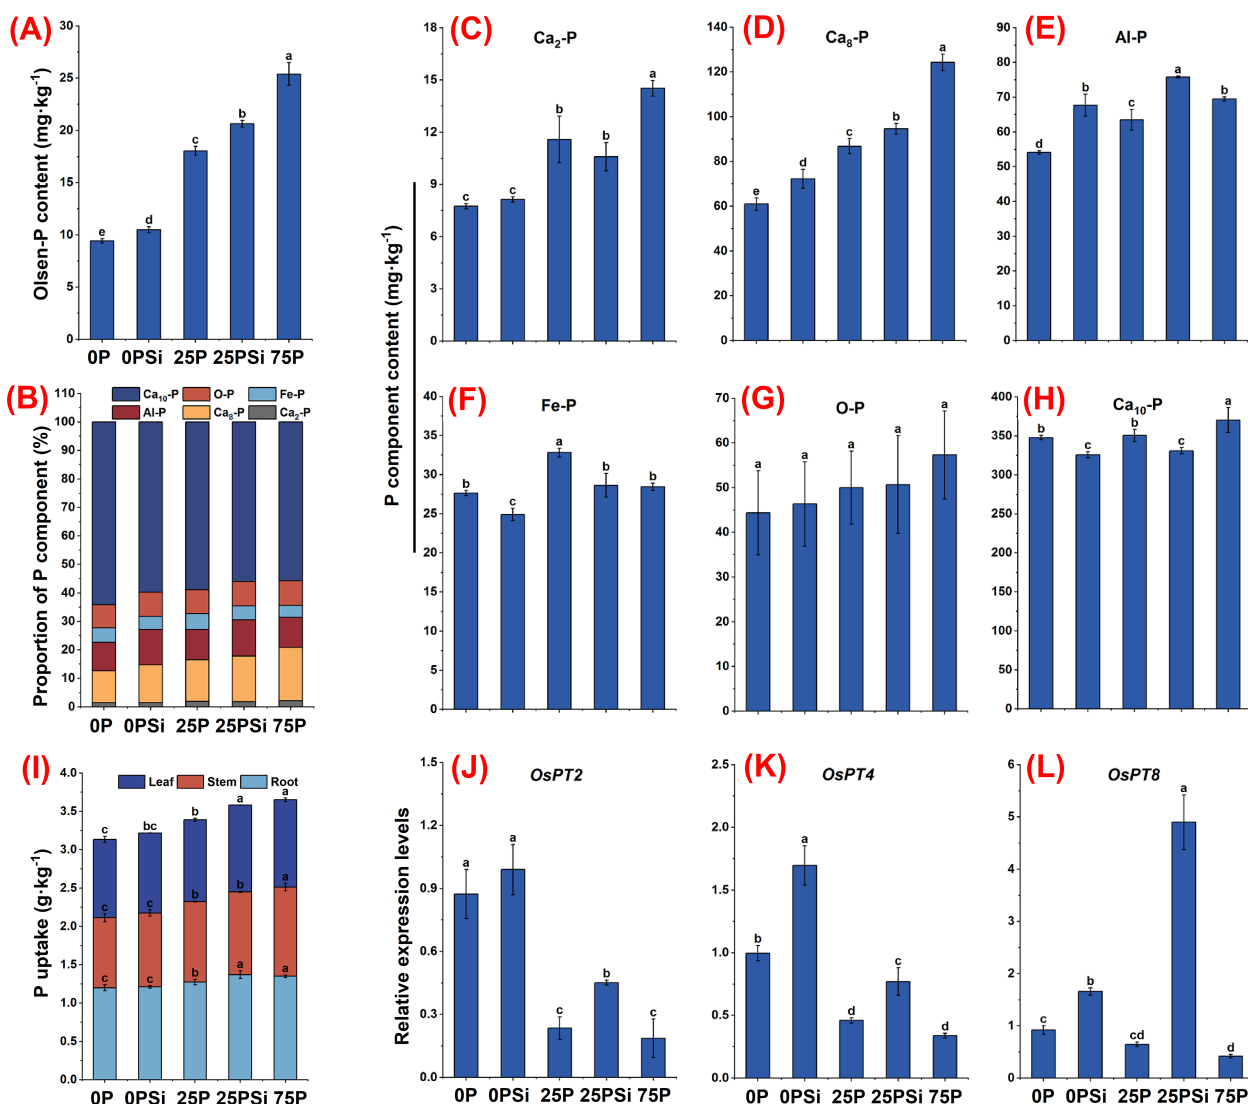 (A)
Olsen-P content (mg·kg⁻¹)
30
25
20
15
10
5
0
e
d
c
b
a
0P 0PSi 25P 25PSi 75P
(B)
Proportion of P component (%)
110
100
90
80
70
60
50
40
30
20
10
0
Ca₁₀-P O-P Fe-P
Al-P Ca₈-P Ca₂-P
0P 0PSi 25P 25PSi 75P
P component content (mg·kg⁻¹)
(C)
Ca₂-P
18
15
12
9
6
3
0
c
c
b
b
a
(D)
Ca₈-P
140
120
100
80
60
40
20
0
e
d
c
b
a
(E)
Al-P
90
80
70
60
50
40
30
20
10
0
d
b
c
a
b
(F)
Fe-P
40
35
30
25
20
15
10
5
0
b
c
a
b
b
(G)
O-P
70
60
50
40
30
20
10
0
a
a
a
a
a
(H)
Ca₁₀-P
400
350
300
250
200
150
100
50
0
b
c
b
c
a
(I)
P uptake (g·kg⁻¹)
4.0
3.5
3.0
2.5
2.0
1.5
1.0
0.5
0.0
Leaf Stem Root
c bc b a a
c c b b a
c c b a a
0P 0PSi 25P 25PSi 75P
Relative expression levels
(J)
OsPT2
1.5
1.2
0.9
0.6
0.3
0.0
a
a
c
b
c
0P 0PSi 25P 25PSi 75P
(K)
OsPT4
2.5
2.0
1.5
1.0
0.5
0.0
b
a
d
c
d
0P 0PSi 25P 25PSi 75P
(L)
OsPT8
6
5
4
3
2
1
0
c
b
cd
a
d
0P 0PSi 25P 25PSi 75P